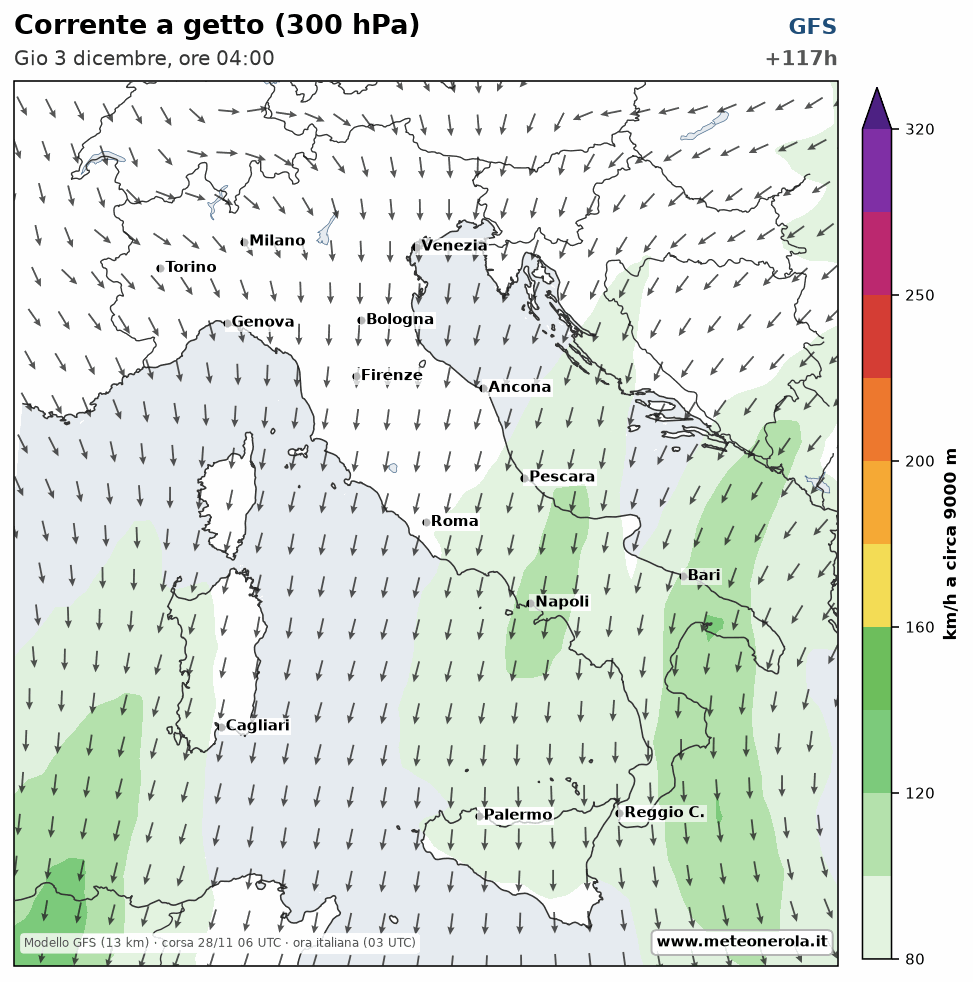 Corrente a getto (300 hPa)
GFS
Gio 3 dicembre, ore 04:00
+117h
Milano
Venezia
Torino
Genova
Bologna
Firenze
Ancona
Pescara
Roma
Bari
Napoli
Cagliari
Palermo
Reggio C.
320
250
200
160
120
80
km/h a circa 9000 m
Modello GFS (13 km) · corsa 28/11 06 UTC · ora italiana (03 UTC)
www.meteonerola.it